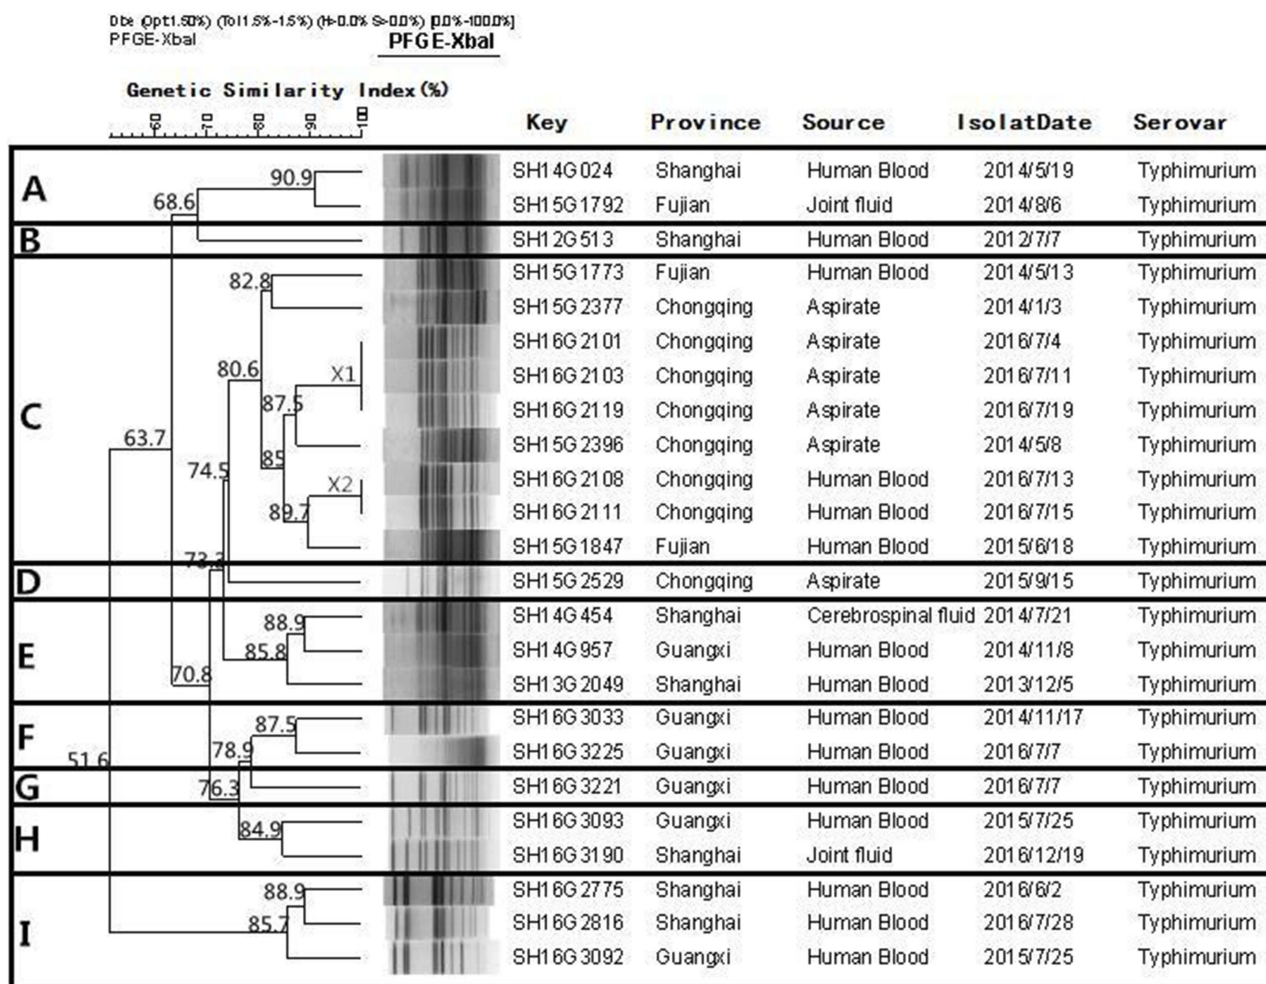 Dice (Opt:1.50%) (Tol 1.5%-1.5%) (H>0.0% S>0.0%) [0.0%-100.0%]
PFGE-XbaI PFGE-XbaI
Genetic Similarity Index(%)
60 70 80 90 100
Key Province Source IsolatDate Serovar
A 90.9 SH14G024 Shanghai Human Blood 2014/5/19 Typhimurium
68.6 SH15G1792 Fujian Joint fluid 2014/8/6 Typhimurium
B SH12G513 Shanghai Human Blood 2012/7/7 Typhimurium
82.8 SH15G1773 Fujian Human Blood 2014/5/13 Typhimurium
SH15G2377 Chongqing Aspirate 2014/1/3 Typhimurium
SH16G2101 Chongqing Aspirate 2016/7/4 Typhimurium
80.6 X1 SH16G2103 Chongqing Aspirate 2016/7/11 Typhimurium
C 87.5 SH16G2119 Chongqing Aspirate 2016/7/19 Typhimurium
63.7 85 SH15G2396 Chongqing Aspirate 2014/5/8 Typhimurium
74.5 X2 SH16G2108 Chongqing Human Blood 2016/7/13 Typhimurium
89.7 SH16G2111 Chongqing Human Blood 2016/7/15 Typhimurium
SH15G1847 Fujian Human Blood 2015/6/18 Typhimurium
D SH15G2529 Chongqing Aspirate 2015/9/15 Typhimurium
88.9 SH14G454 Shanghai Cerebrospinal fluid 2014/7/21 Typhimurium
E 85.8 SH14G957 Guangxi Human Blood 2014/11/8 Typhimurium
70.8 SH13G2049 Shanghai Human Blood 2013/12/5 Typhimurium
87.5 SH16G3033 Guangxi Human Blood 2014/11/17 Typhimurium
F 51.6 78.9 SH16G3225 Guangxi Human Blood 2016/7/7 Typhimurium
G 76.3 SH16G3221 Guangxi Human Blood 2016/7/7 Typhimurium
H 84.9 SH16G3093 Guangxi Human Blood 2015/7/25 Typhimurium
SH16G3190 Shanghai Joint fluid 2016/12/19 Typhimurium
88.9 SH16G2775 Shanghai Human Blood 2016/6/2 Typhimurium
I 85.7 SH16G2816 Shanghai Human Blood 2016/7/28 Typhimurium
SH16G3092 Guangxi Human Blood 2015/7/25 Typhimurium